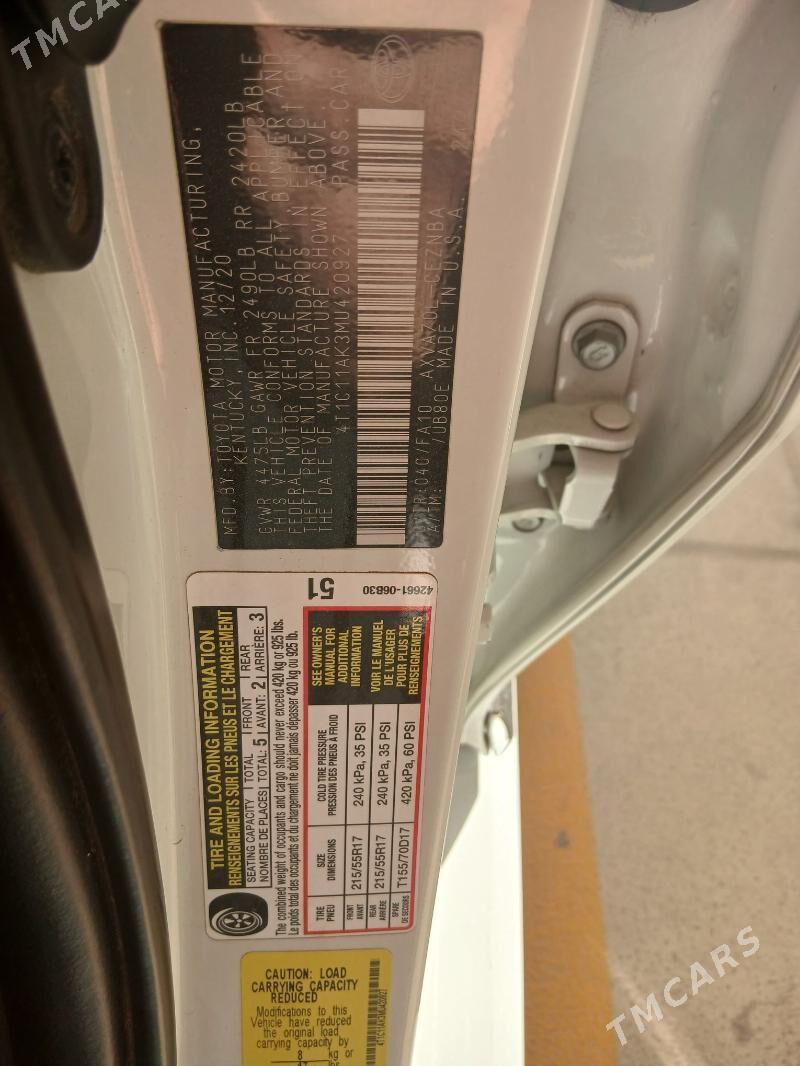 TMCARS
MFD. BY: TOYOTA MOTOR MANUFACTURING,
KENTUCKY, INC. 12/20
GVWR 4475LB GAWR FR 2490LB RR 2420LB
THIS VEHICLE CONFORMS TO ALL APPLICABLE
FEDERAL MOTOR VEHICLE SAFETY, BUMPER AND
THEFT PREVENTION STANDARDS IN EFFECT ON
THE DATE OF MANUFACTURE SHOWN ABOVE.
4T1C11AK3MU420927 PASS. CAR
C/TR: 040/FA10 AXVA70L-CEZNBA
A/TM: /UB80E MADE IN U.S.A.
TIRE AND LOADING INFORMATION
RENSEIGNEMENTS SUR LES PNEUS ET LE CHARGEMENT
SEATING CAPACITY TOTAL FRONT REAR
NOMBRE DE PLACES TOTAL: 5 AVANT: 2 ARRIÈRE: 3
The combined weight of occupants and cargo should never exceed 420 kg or 925 lbs.
Le poids total des occupants et du chargement ne doit jamais dépasser 420 kg ou 925 lb.
TIRE PNEU
SIZE DIMENSIONS
COLD TIRE PRESSURE PRESSION DES PNEUS À FROID
FRONT AVANT 215/55R17 240 kPa, 35 PSI
REAR ARRIÈRE 215/55R17 240 kPa, 35 PSI
SPARE DE SECOURS T155/70D17 420 kPa, 60 PSI
SEE OWNER'S
MANUAL FOR
ADDITIONAL
INFORMATION
VOIR LE MANUEL
DE L'USAGER
POUR PLUS DE
RENSEIGNEMENTS
51
42661-06B30
CAUTION: LOAD
CARRYING CAPACITY
REDUCED
Modifications to this
Vehicle have reduced
the original load
carrying capacity by
8 kg or
4T1C11AK3MU420927
TMCARS